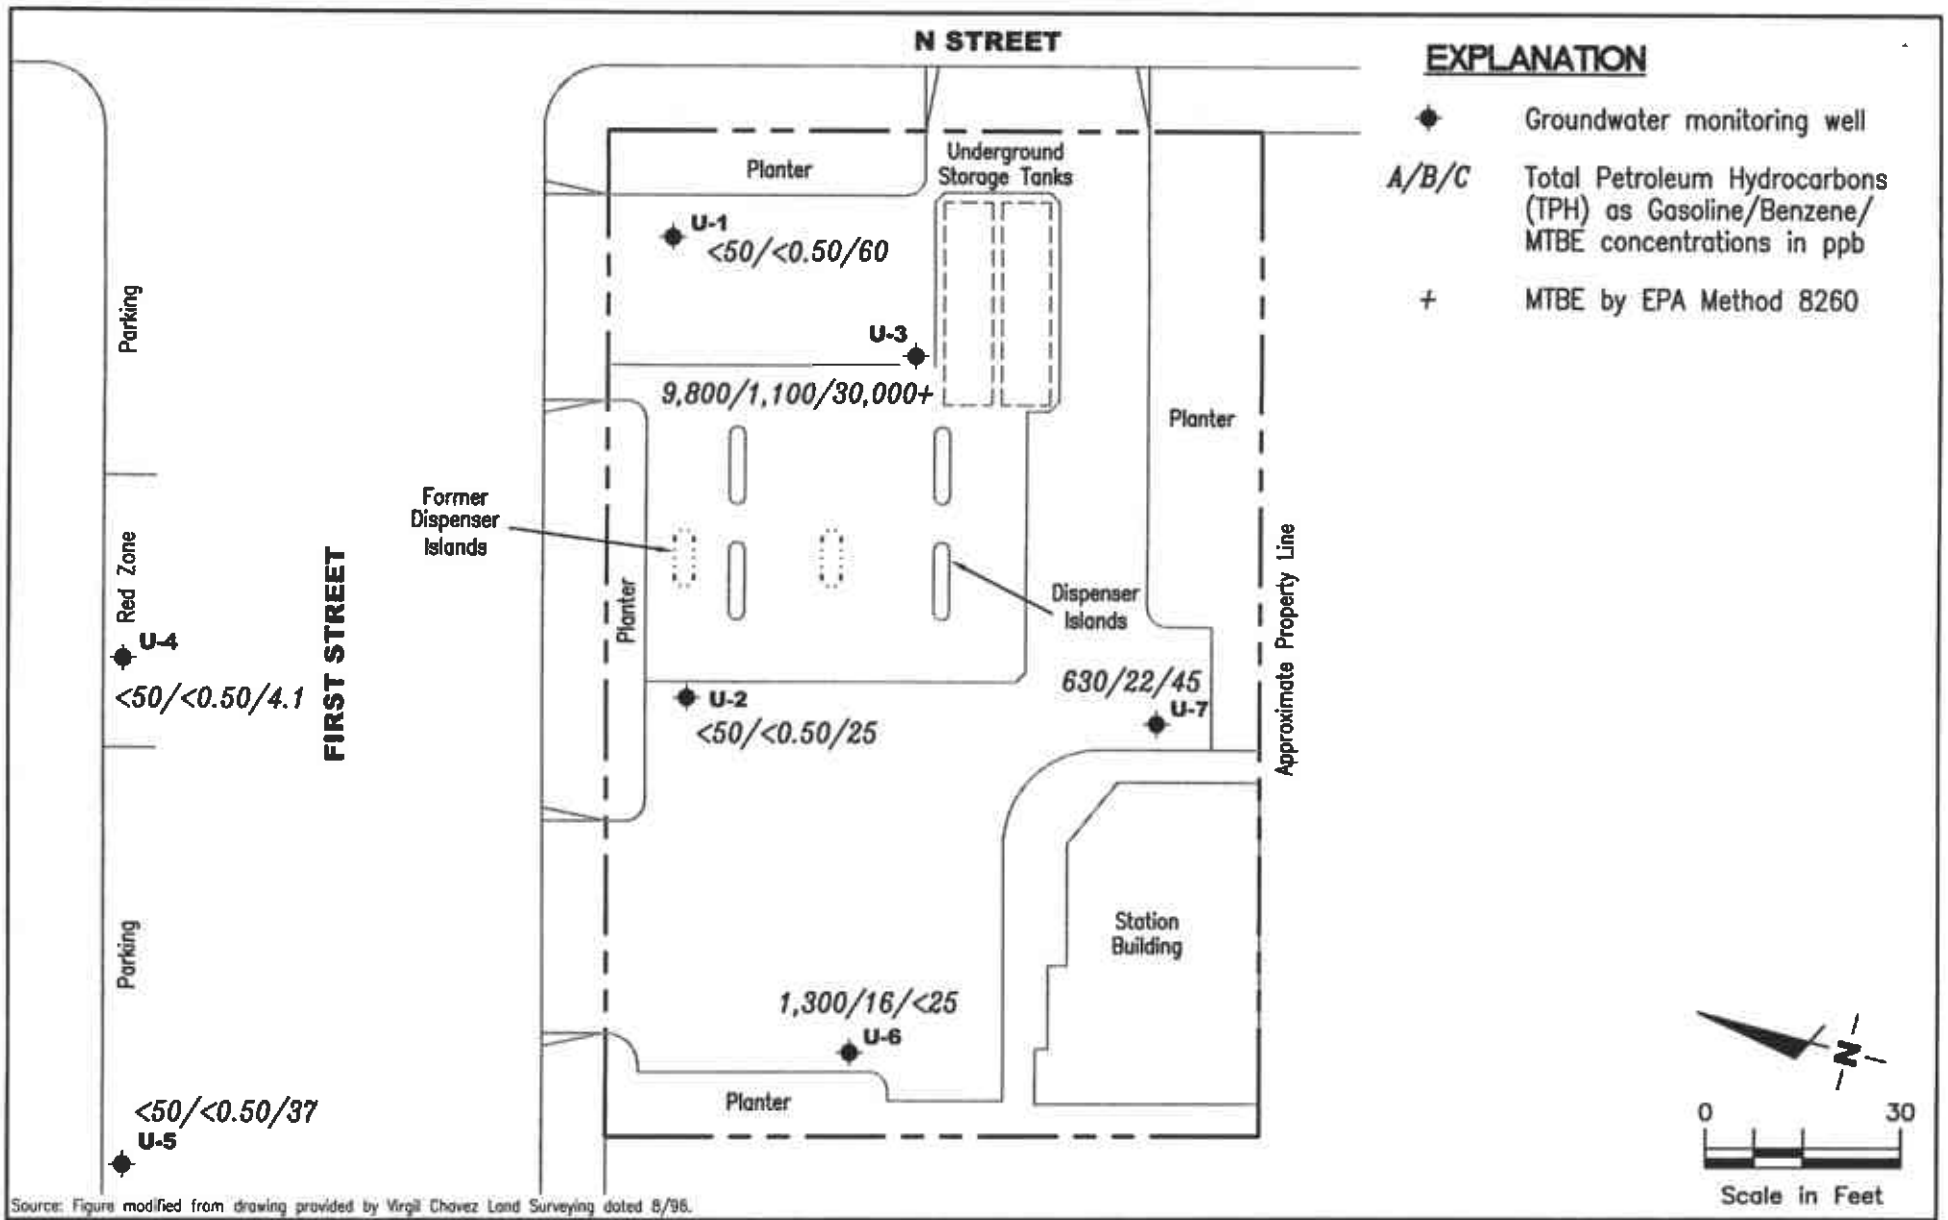 N STREET
EXPLANATION
Groundwater monitoring well
A/B/C Total Petroleum Hydrocarbons
(TPH) as Gasoline/Benzene/
MTBE concentrations in ppb
+ MTBE by EPA Method 8260
Planter
Underground
Storage Tanks
U-1
<50/<0.50/60
Parking
U-3
9,800/1,100/30,000+
Planter
Former
Dispenser
Islands
Red Zone
FIRST STREET
Planter
Dispenser
Islands
Approximate Property Line
U-4
<50/<0.50/4.1
630/22/45
U-2
U-7
<50/<0.50/25
Parking
Station
Building
1,300/16/<25
U-6
Planter
<50/<0.50/37
U-5
N
0 30
Scale in Feet
Source: Figure modified from drawing provided by Virgil Chavez Land Surveying dated 8/98.